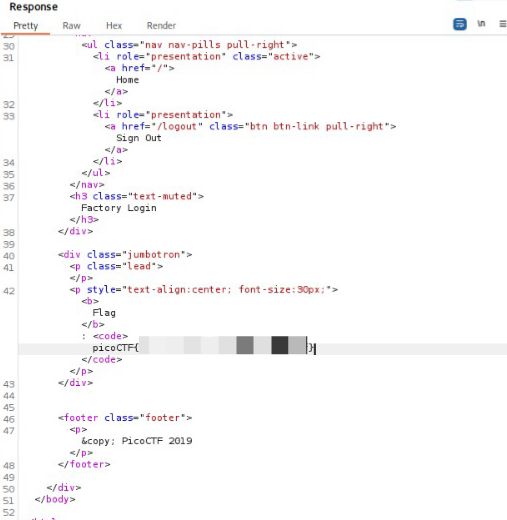 Response
Pretty Raw Hex Render
\n
30 <ul class="nav nav-pills pull-right">
31 <li role="presentation" class="active">
<a href="/">
Home
</a>
32 </li>
33 <li role="presentation">
<a href="/logout" class="btn btn-link pull-right">
Sign Out
</a>
34 </li>
35 </ul>
36 </nav>
37 <h3 class="text-muted">
Factory Login
</h3>
38 </div>
39
40 <div class="jumbotron">
41 <p class="lead">
</p>
42 <p style="text-align:center; font-size:30px;">
<b>
Flag
</b>
: <code>
picoCTF{ }
</code>
</p>
43 </div>
44
45
46 <footer class="footer">
47 <p>
&copy; PicoCTF 2019
</p>
48 </footer>
49
50 </div>
51 </body>
52